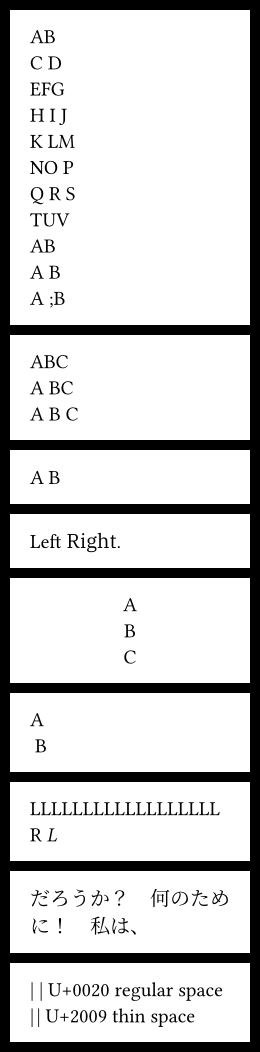 AB
C D
EFG
H I J
K LM
NO P
Q R S
TUV
AB
A B
A ;B
ABC
A BC
A B C
A B
Left Right.
A
B
C
A
B
LLLLLLLLLLLLLLLLLL
R L
だろうか？　何のため
に！　私は、
| | U+0020 regular space
| | U+2009 thin space